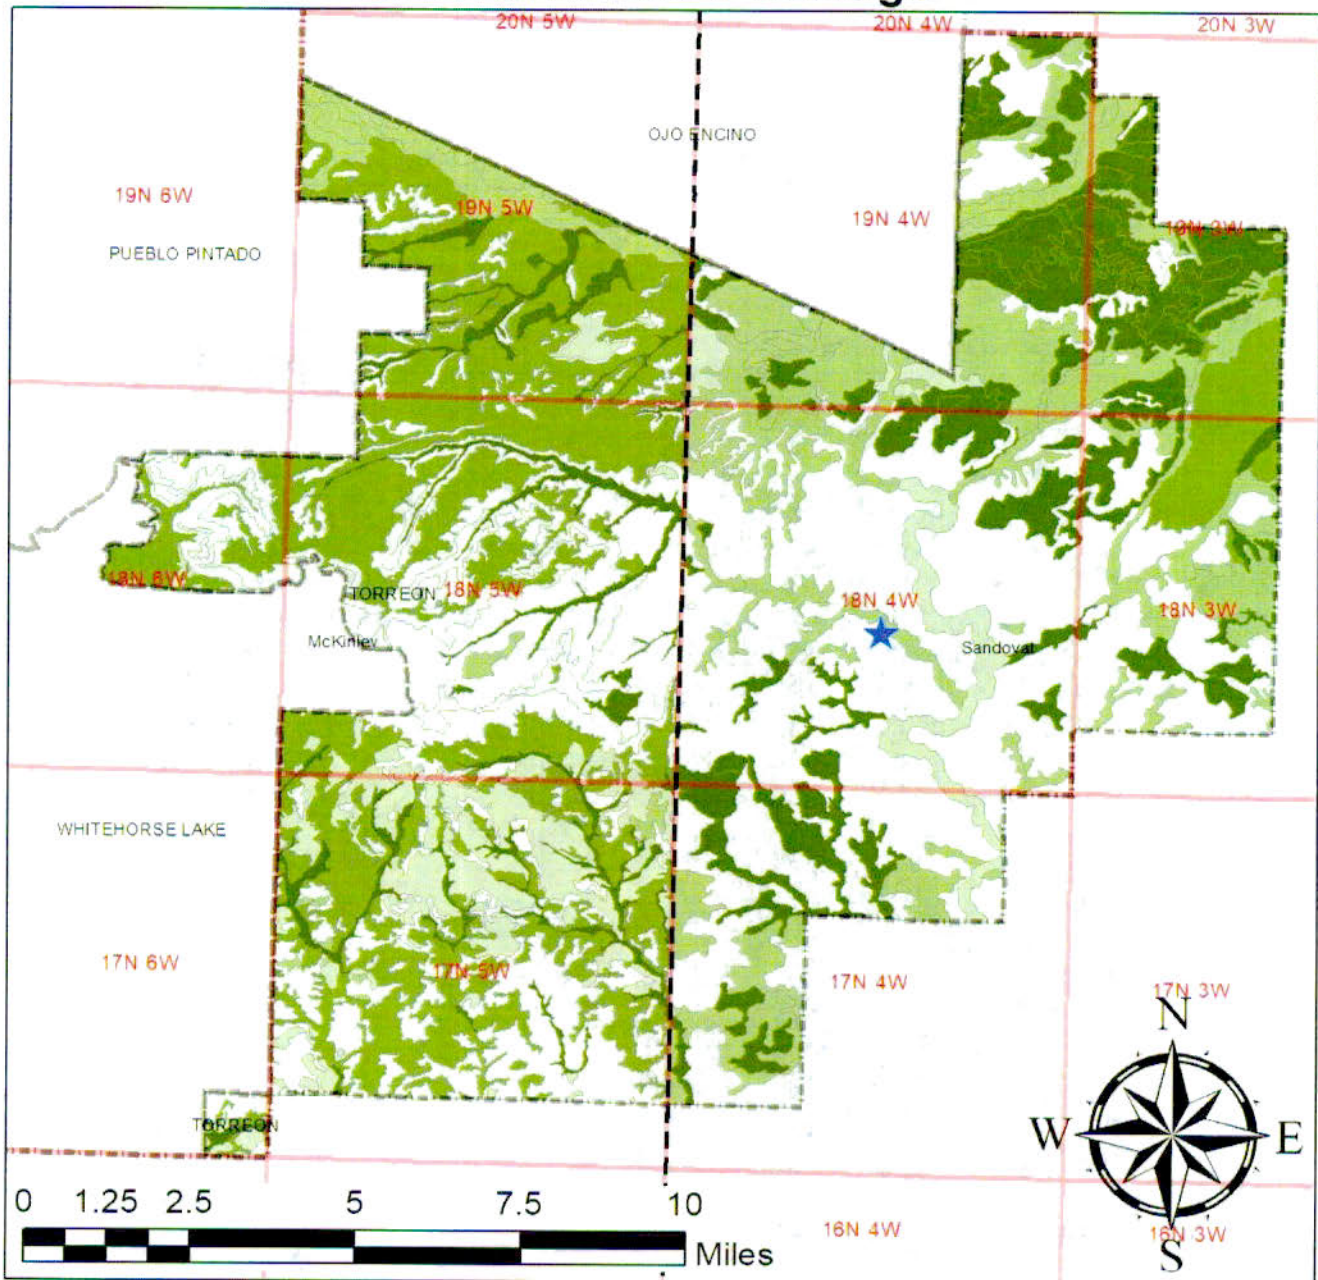 20N 5W
20N 4W
20N 3W
OJO ENCINO
19N 6W
19N 5W
19N 4W
19N 3W
PUEBLO PINTADO
18N 6W
TORREON
18N 5W
18N 4W
18N 3W
McKinley
Sandoval
WHITEHORSE LAKE
17N 6W
17N 5W
17N 4W
17N 3W
N
W
E
S
TORREON
0 1.25 2.5 5 7.5 10
Miles
16N 4W
16N 3W